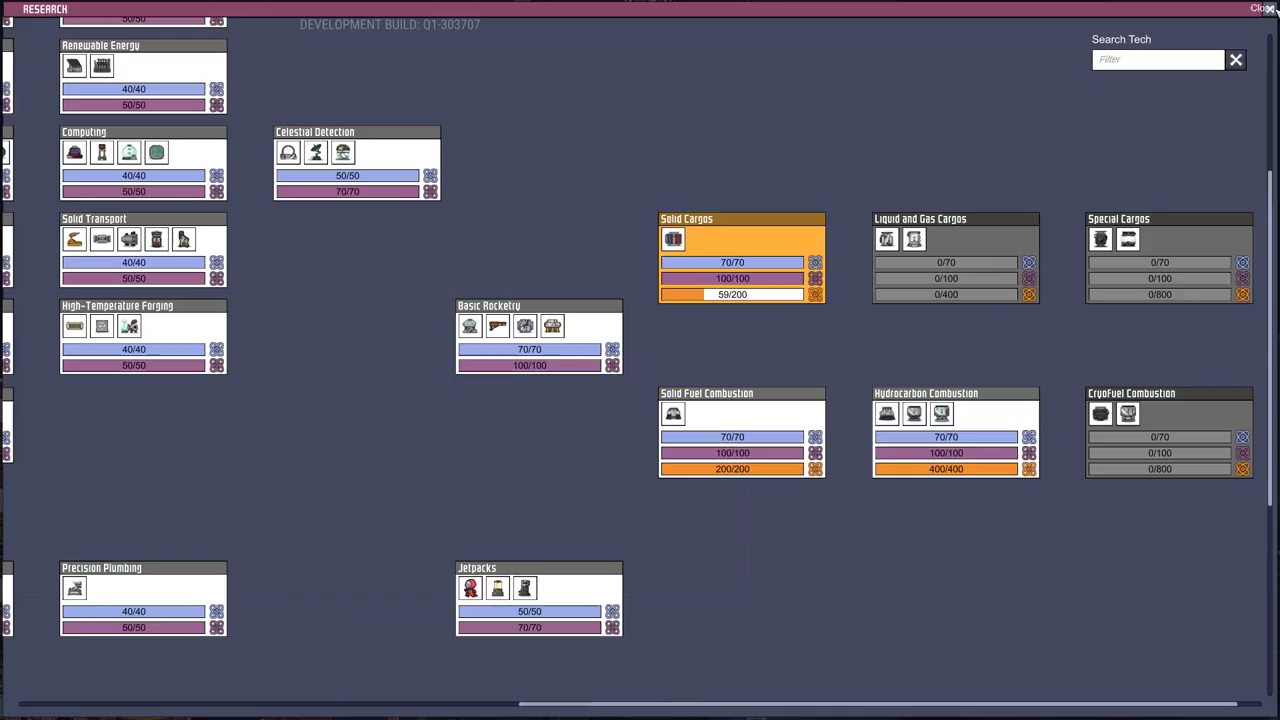 RESEARCH
Clo
DEVELOPMENT BUILD: Q1-303707
50/50
Search Tech
Filter
Renewable Energy
40/40
50/50
Computing
40/40
50/50
Celestial Detection
50/50
70/70
Solid Transport
40/40
50/50
Solid Cargos
70/70
100/100
59/200
Liquid and Gas Cargos
0/70
0/100
0/400
Special Cargos
0/70
0/100
0/800
High-Temperature Forging
40/40
50/50
Basic Rocketry
70/70
100/100
Solid Fuel Combustion
70/70
100/100
200/200
Hydrocarbon Combustion
70/70
100/100
400/400
CryoFuel Combustion
0/70
0/100
0/800
Precision Plumbing
40/40
50/50
Jetpacks
50/50
70/70